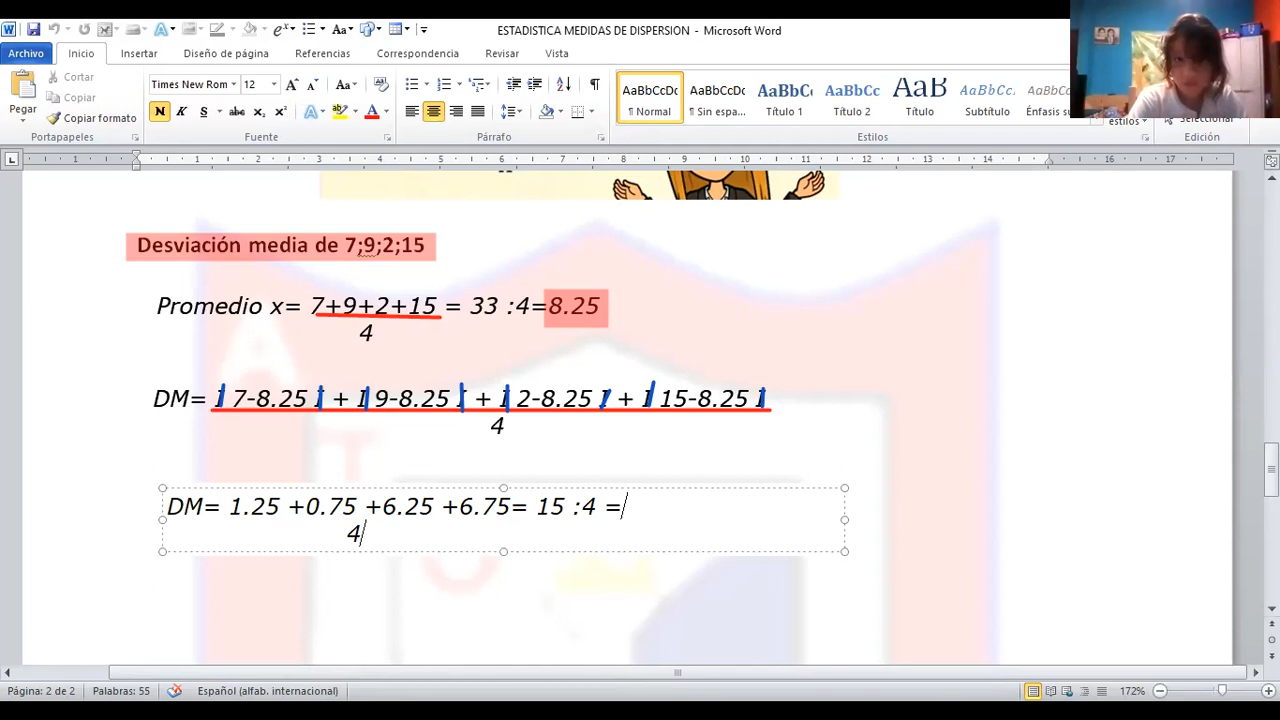 ESTADISTICA MEDIDAS DE DISPERSION - Microsoft Word
Archivo Inicio Insertar Diseño de página Referencias Correspondencia Revisar Vista
Pegar
Cortar
Copiar
Copiar formato
Portapapeles
Times New Rom 12
Fuente
Párrafo
AaBbCcDc AaBbCcDc AaBbCc AaBbCc AaB AaBbCc
¶ Normal ¶ Sin espa... Título 1 Título 2 Título Subtítulo Énfasis su
estilos
Estilos
Edición
Desviación media de 7;9;2;15
Promedio x= 7+9+2+15 = 33 :4=8.25
4
DM= I 7-8.25 I + I 9-8.25 I + I 2-8.25 I + I 15-8.25 I
4
DM= 1.25 +0.75 +6.25 +6.75= 15 :4 =
4
Página: 2 de 2 Palabras: 55 Español (alfab. internacional) 172%